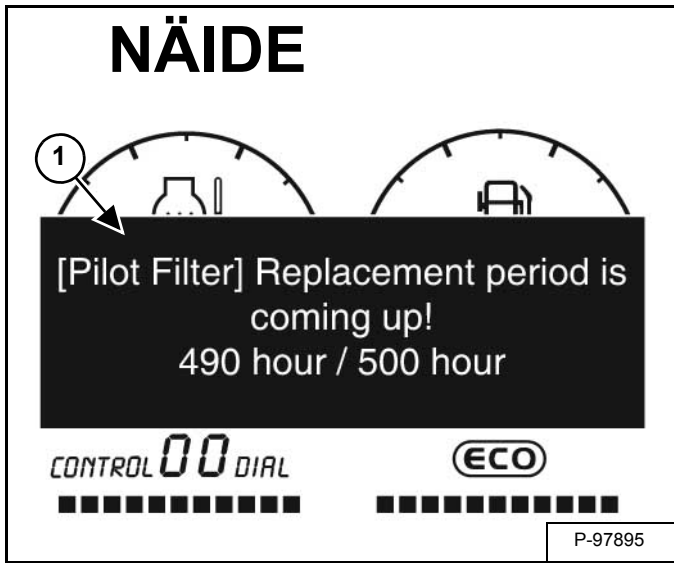 NÄIDE
1
[Pilot Filter] Replacement period is
coming up!
490 hour / 500 hour
CONTROL 00 DIAL
ECO
P-97895